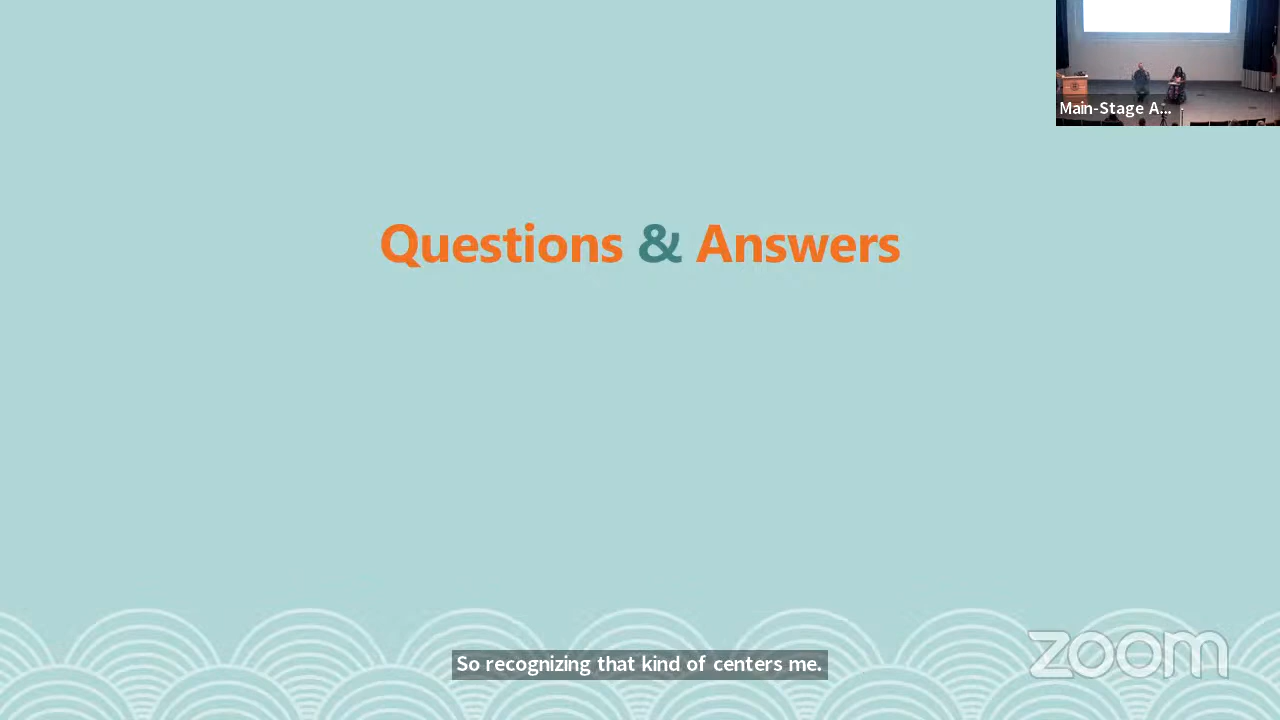 Main-Stage A...
Questions & Answers
zoom
So recognizing that kind of centers me.